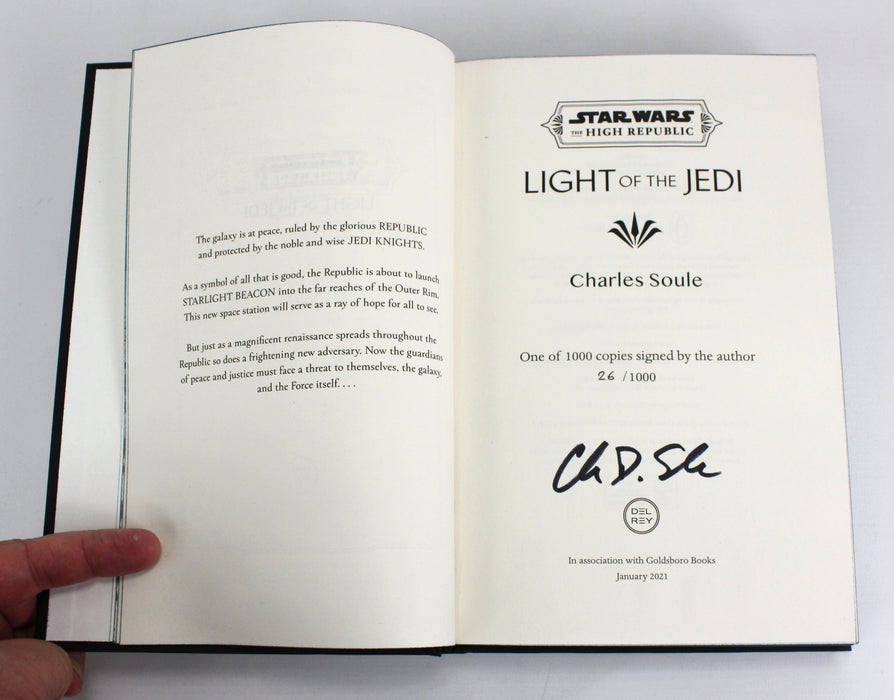 The galaxy is at peace, ruled by the glorious REPUBLIC
and protected by the noble and wise JEDI KNIGHTS.
As a symbol of all that is good, the Republic is about to launch
STARLIGHT BEACON into the far reaches of the Outer Rim.
This new space station will serve as a ray of hope for all to see.
But just as a magnificent renaissance spreads throughout the
Republic so does a frightening new adversary. Now the guardians
of peace and justice must face a threat to themselves, the galaxy,
and the Force itself. . . .
STAR WARS
THE HIGH REPUBLIC
LIGHT OF THE JEDI
Charles Soule
One of 1000 copies signed by the author
26 /1000
DEL
REY
In association with Goldsboro Books
January 2021